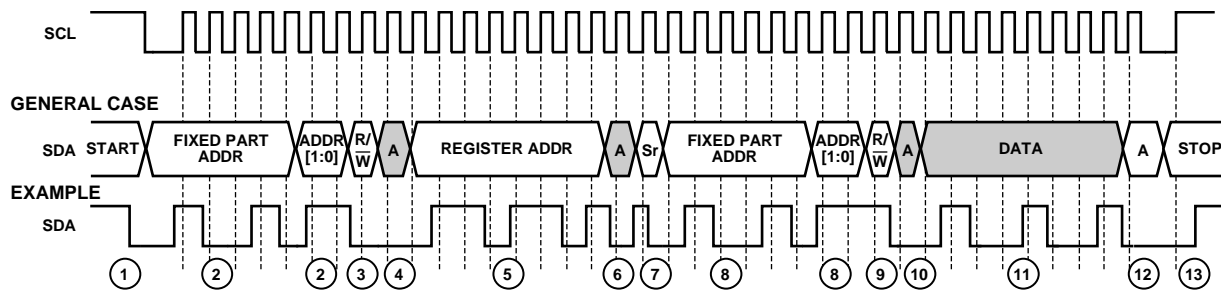 SCL
GENERAL CASE
SDA START FIXED PART ADDR ADDR [1:0] R/W A REGISTER ADDR A Sr FIXED PART ADDR ADDR [1:0] R/W A DATA A STOP
EXAMPLE
SDA
1 2 2 3 4 5 6 7 8 8 9 10 11 12 13